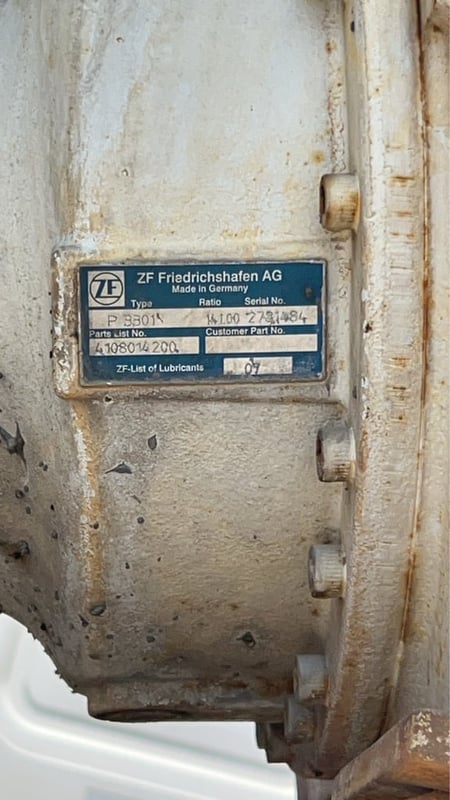 ZF
ZF Friedrichshafen AG
Made in Germany
Type Ratio Serial No.
P 3301
Parts List No. Customer Part No.
4108014200
ZF-List of Lubricants 07